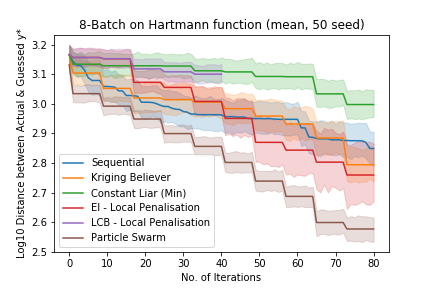 8-Batch on Hartmann function (mean, 50 seed)
Log10 Distance between Actual & Guessed y*
3.2
3.1
3.0
2.9
2.8
2.7
2.6
2.5
Sequential
Kriging Believer
Constant Liar (Min)
EI - Local Penalisation
LCB - Local Penalisation
Particle Swarm
0 10 20 30 40 50 60 70 80
No. of Iterations